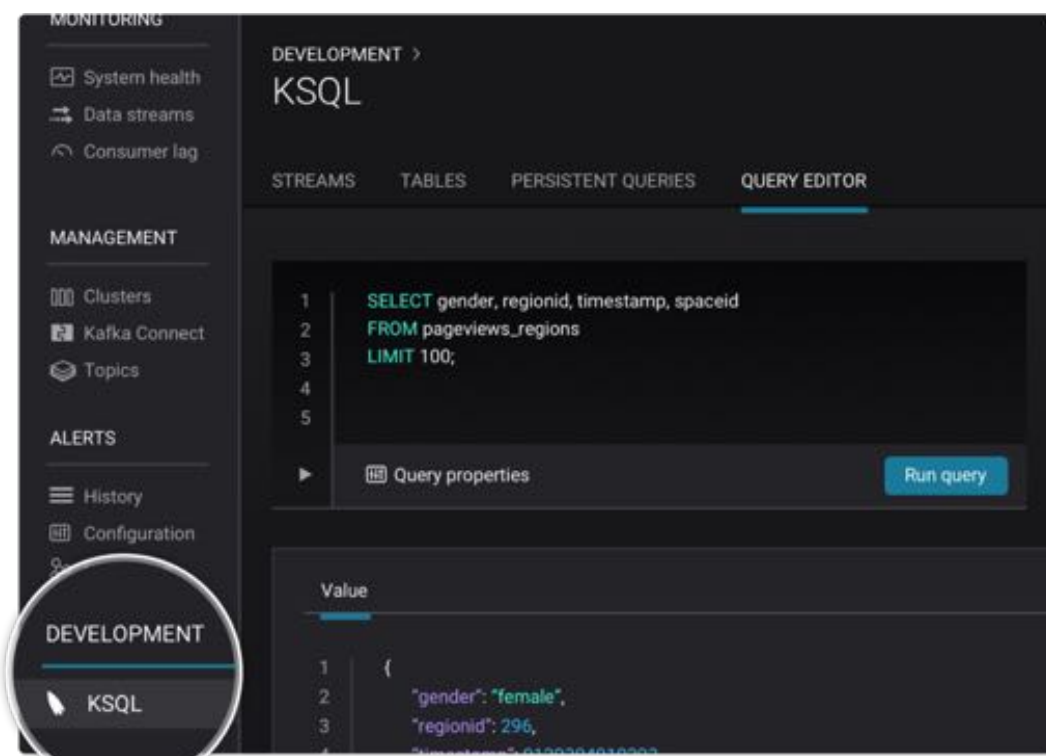 MONITORING
System health
Data streams
Consumer lag
MANAGEMENT
Clusters
Kafka Connect
Topics
ALERTS
History
Configuration
DEVELOPMENT
KSQL
DEVELOPMENT >
KSQL
STREAMS TABLES PERSISTENT QUERIES QUERY EDITOR
1 SELECT gender, regionid, timestamp, spaceid
2 FROM pageviews_regions
3 LIMIT 100;
4
5
Query properties Run query
Value
1 {
2 "gender": "female",
3 "regionid": 296,
4 "timestamp":